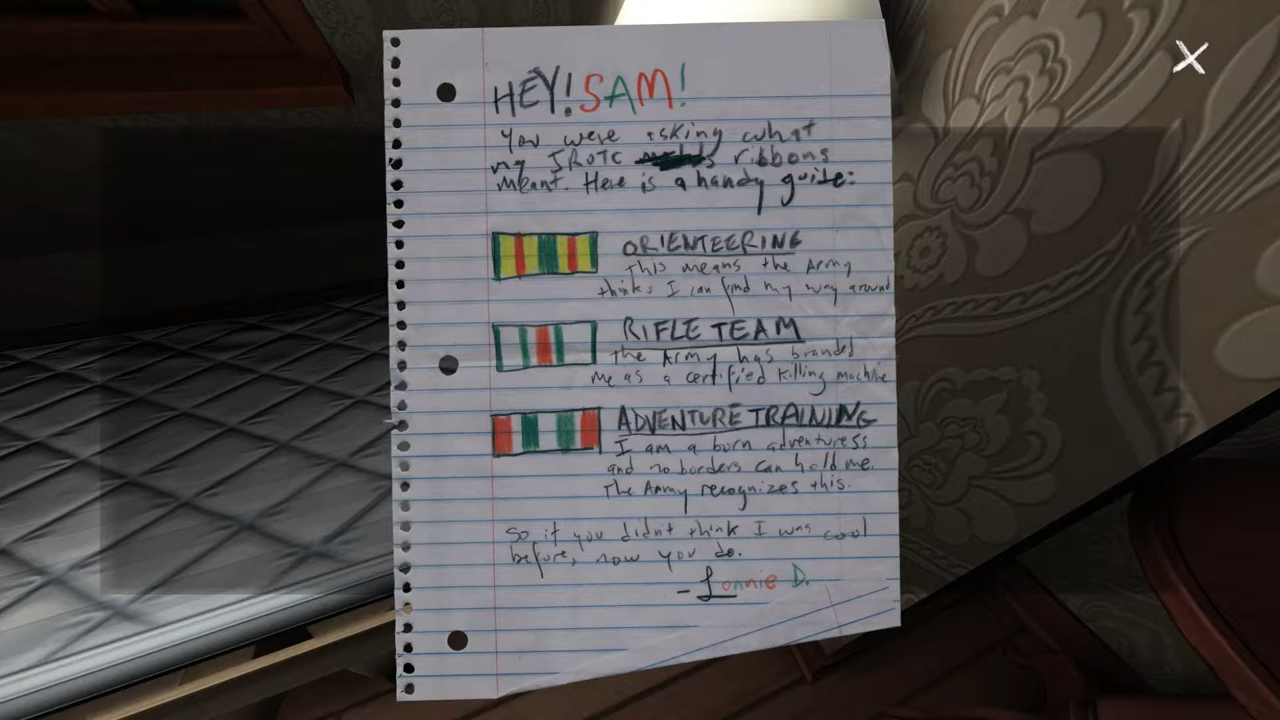 HEY! SAM!
You were asking what
my JROTC ribbons
meant. Here is a handy guide:
ORIENTEERING
This means the Army
thinks I can find my way around
RIFLE TEAM
The Army has branded
me as a certified killing machine
ADVENTURE TRAINING
I am a born adventuress
and no borders can hold me.
The Army recognizes this.
So if you didn't think I was cool
before, now you do.
- Lonnie D.